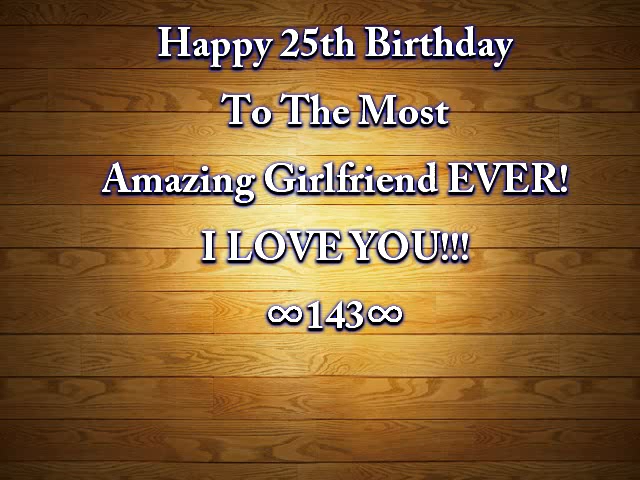 Happy 25th Birthday
To The Most
Amazing Girlfriend EVER!
I LOVE YOU!!!
∞143∞